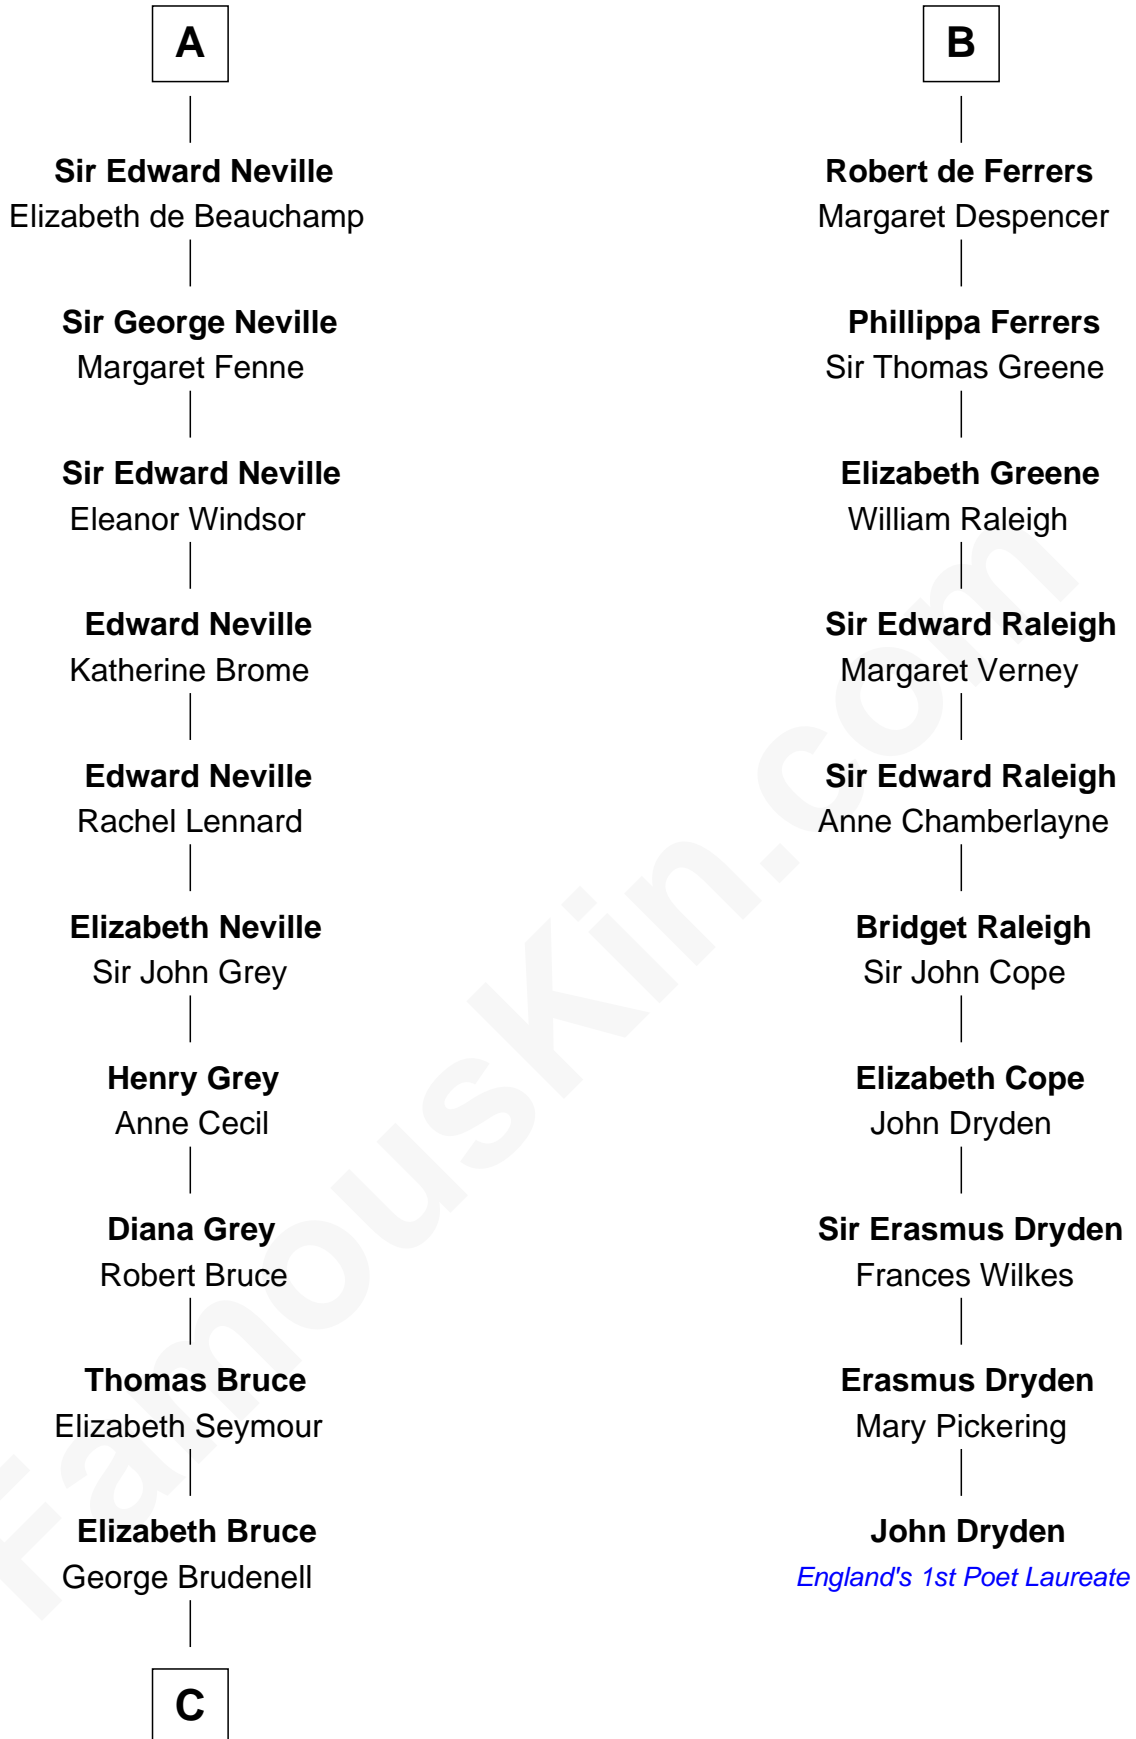 A
Sir Edward Neville
Elizabeth de Beauchamp
Sir George Neville
Margaret Fenne
Sir Edward Neville
Eleanor Windsor
Edward Neville
Katherine Brome
Edward Neville
Rachel Lennard
Elizabeth Neville
Sir John Grey
Henry Grey
Anne Cecil
Diana Grey
Robert Bruce
Thomas Bruce
Elizabeth Seymour
Elizabeth Bruce
George Brudenell
C
B
Robert de Ferrers
Margaret Despencer
Phillippa Ferrers
Sir Thomas Greene
Elizabeth Greene
William Raleigh
Sir Edward Raleigh
Margaret Verney
Sir Edward Raleigh
Anne Chamberlayne
Bridget Raleigh
Sir John Cope
Elizabeth Cope
John Dryden
Sir Erasmus Dryden
Frances Wilkes
Erasmus Dryden
Mary Pickering
John Dryden
England's 1st Poet Laureate
FamousKin.com